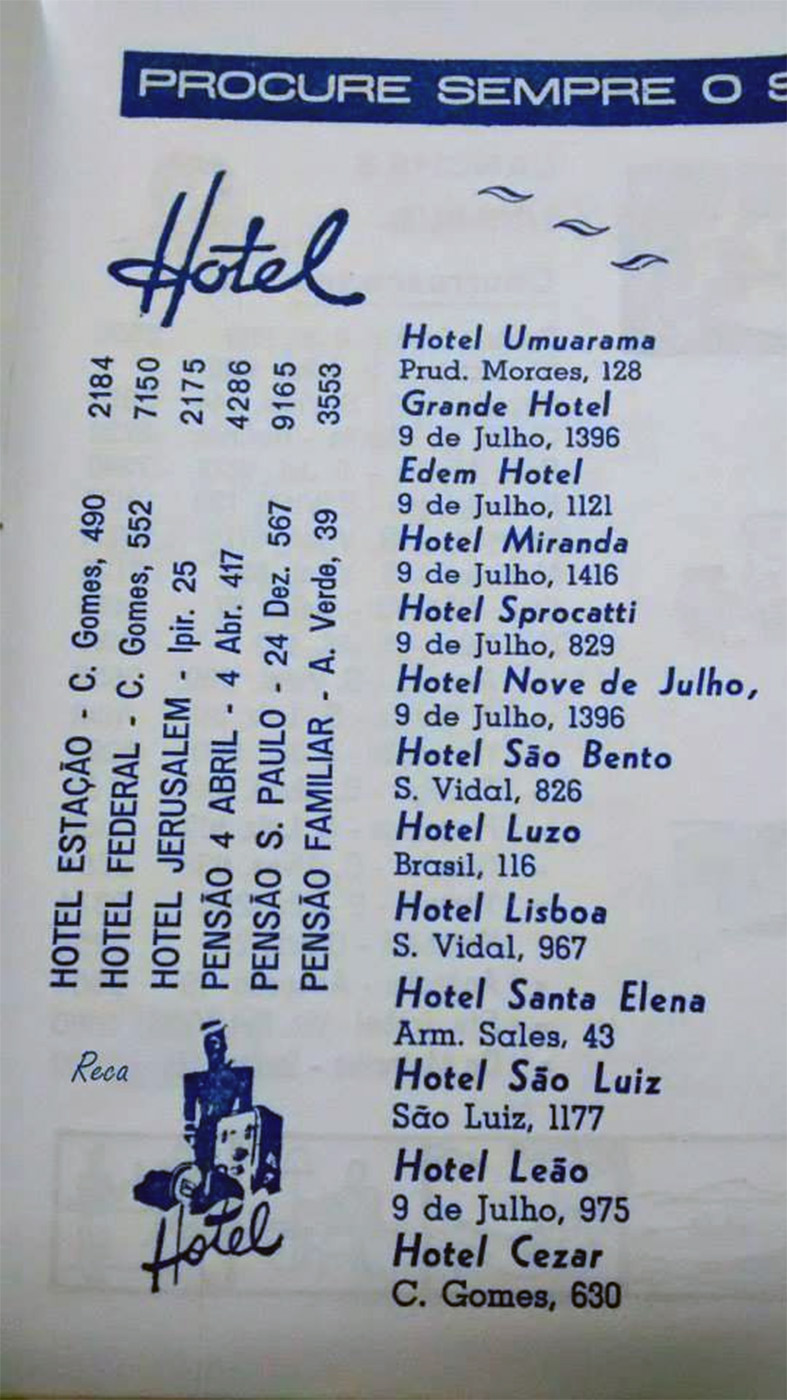 PROCURE SEMPRE O S
Hotel
HOTEL ESTAÇÃO - C. Gomes, 490 2184
HOTEL FEDERAL - C. Gomes, 552 7150
HOTEL JERUSALEM Ipir. 25 2175
PENSÃO 4 ABRIL - 4 Abr. 417 4286
PENSÃO S. PAULO - 24 Dez. 567 9165
PENSÃO FAMILIAR - A. Verde, 39 3553
Hotel Umuarama
Prud. Moraes, 128
Grande Hotel
9 de Julho, 1396
Edem Hotel
9 de Julho, 1121
Hotel Miranda
9 de Julho, 1416
Hotel Sprocatti
9 de Julho, 829
Hotel Nove de Julho,
9 de Julho, 1396
Hotel São Bento
S. Vidal, 826
Hotel Luzo
Brasil, 116
Hotel Lisboa
S. Vidal, 967
Hotel Santa Elena
Arm. Sales, 43
Hotel São Luiz
São Luiz, 1177
Hotel Leão
9 de Julho, 975
Hotel Cezar
C. Gomes, 630
Reca
Hotel